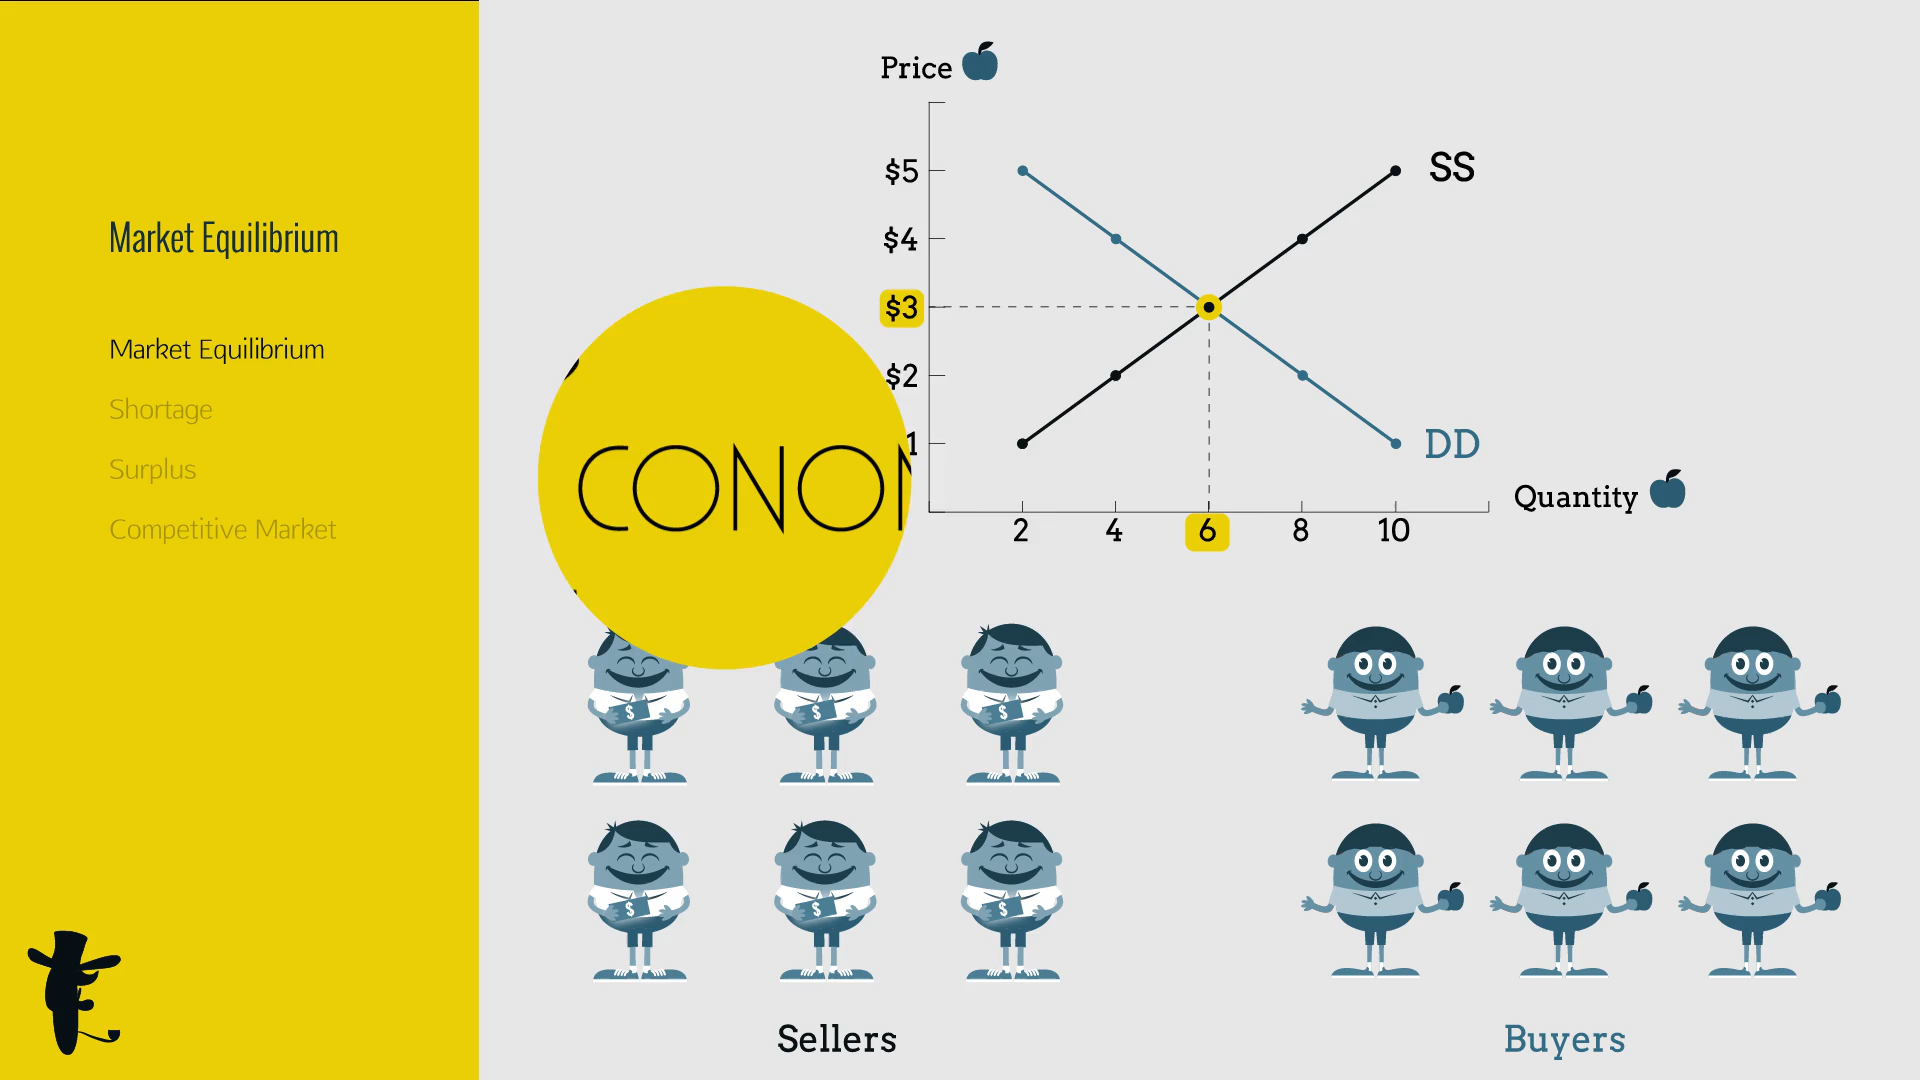 Market Equilibrium
Market Equilibrium
Shortage
Surplus
Competitive Market
Price
$5
$4
$3
$2
1
SS
DD
Quantity
2 4 6 8 10
CONON
$ $ $
$ $ $
Sellers
Buyers